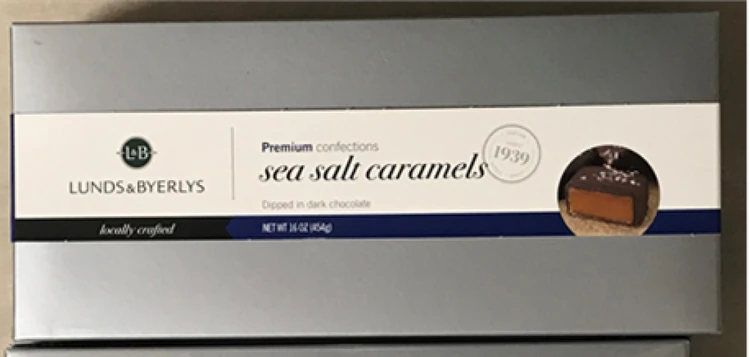 L&B
LUNDS&BYERLYS
locally crafted
Premium confections
sea salt caramels
Dipped in dark chocolate
NET WT 16 OZ (454g)
1939